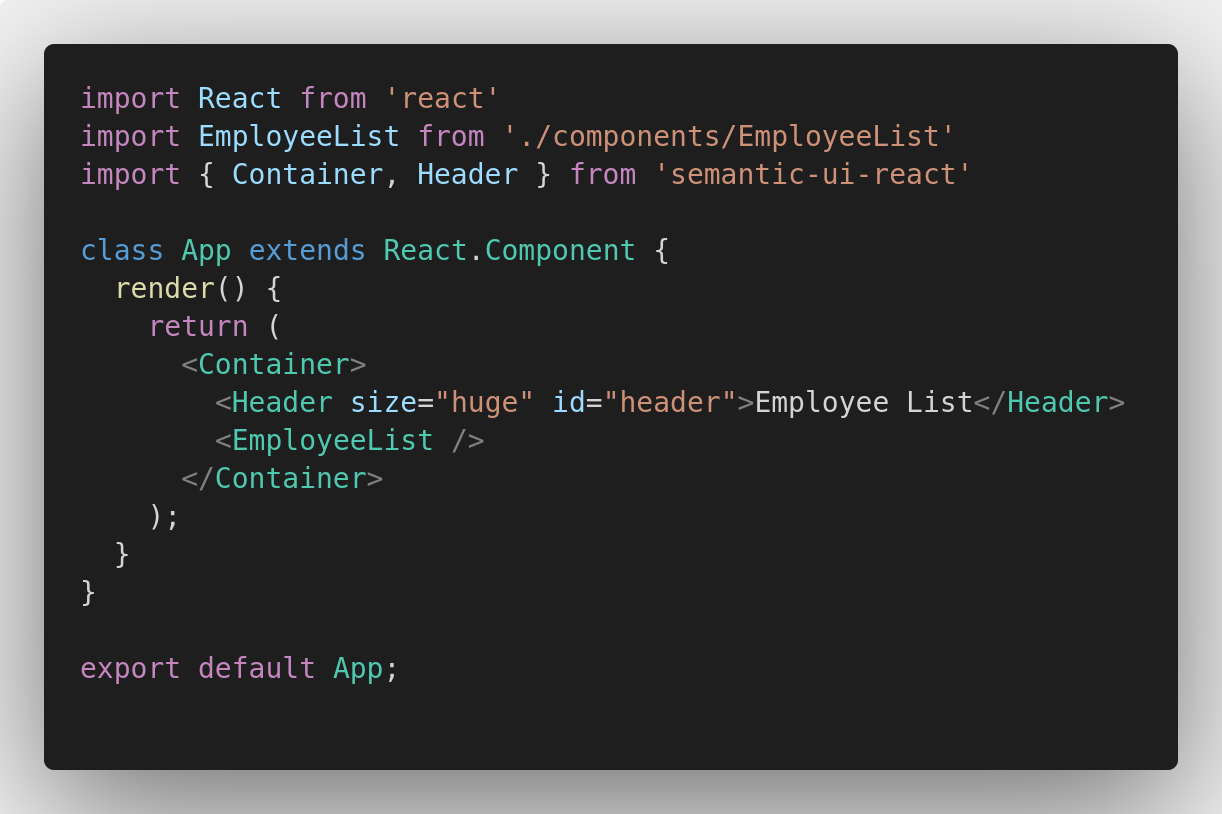 import React from 'react'
import EmployeeList from './components/EmployeeList'
import { Container, Header } from 'semantic-ui-react'

class App extends React.Component {
  render() {
    return (
      <Container>
        <Header size="huge" id="header">Employee List</Header>
        <EmployeeList />
      </Container>
    );
  }
}

export default App;